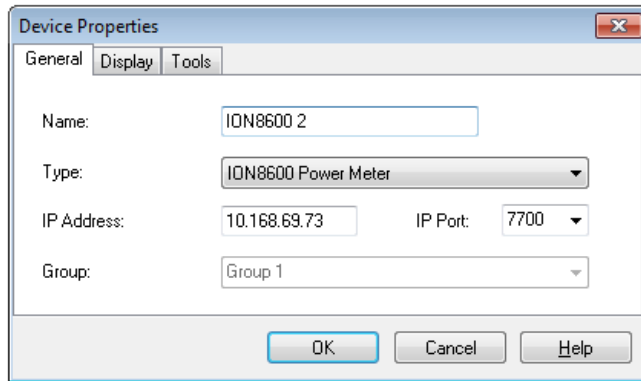 Device Properties
General Display Tools
Name: ION8600 2
Type: ION8600 Power Meter
IP Address: 10.168.69.73 IP Port: 7700
Group: Group 1
OK Cancel Help